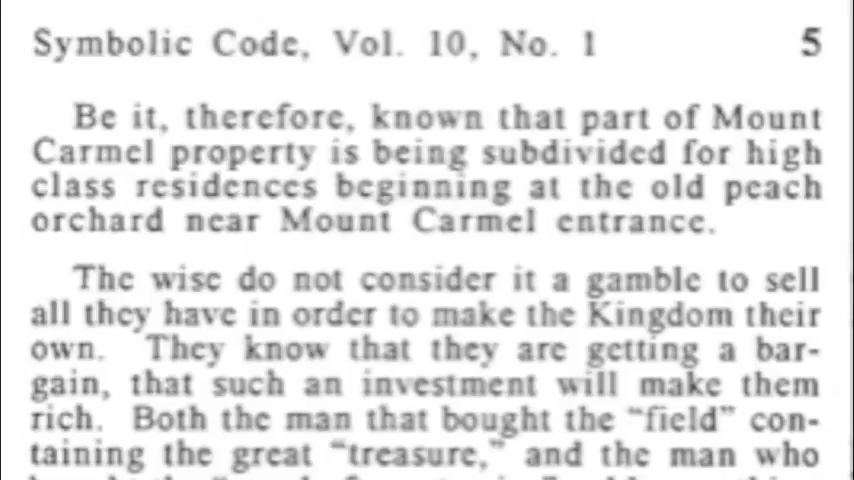 Symbolic Code, Vol. 10, No. 1 5
Be it, therefore, known that part of Mount
Carmel property is being subdivided for high
class residences beginning at the old peach
orchard near Mount Carmel entrance.
The wise do not consider it a gamble to sell
all they have in order to make the Kingdom their
own. They know that they are getting a bar-
gain, that such an investment will make them
rich. Both the man that bought the “field” con-
taining the great “treasure,” and the man who